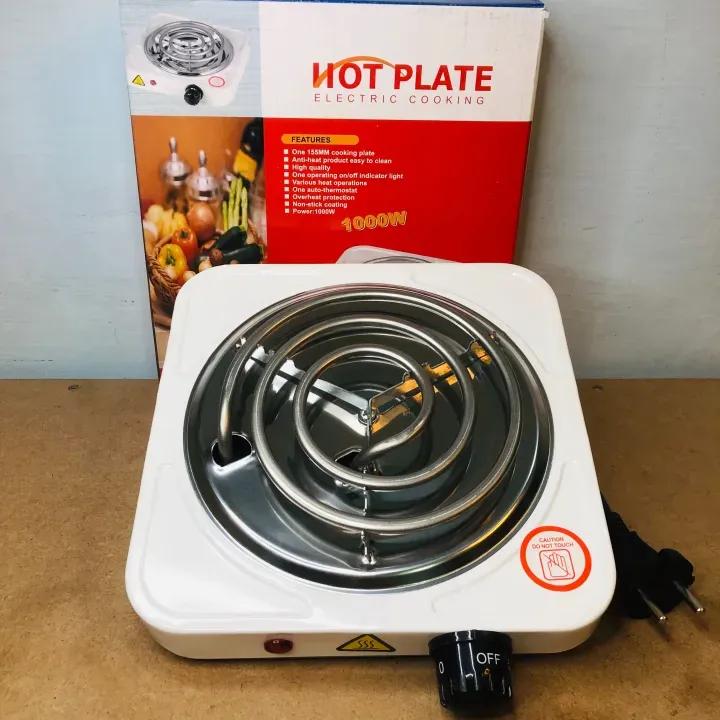 HOT PLATE
ELECTRIC COOKING
FEATURES
One 155MM cooking plate
Anti-heat product easy to clean
High quality
One operating on/off indicator light
Various heat operations
One auto-thermostat
Overheat protection
Non-stick coating
Power:1000W
1000W
CAUTION
DO NOT TOUCH
OFF